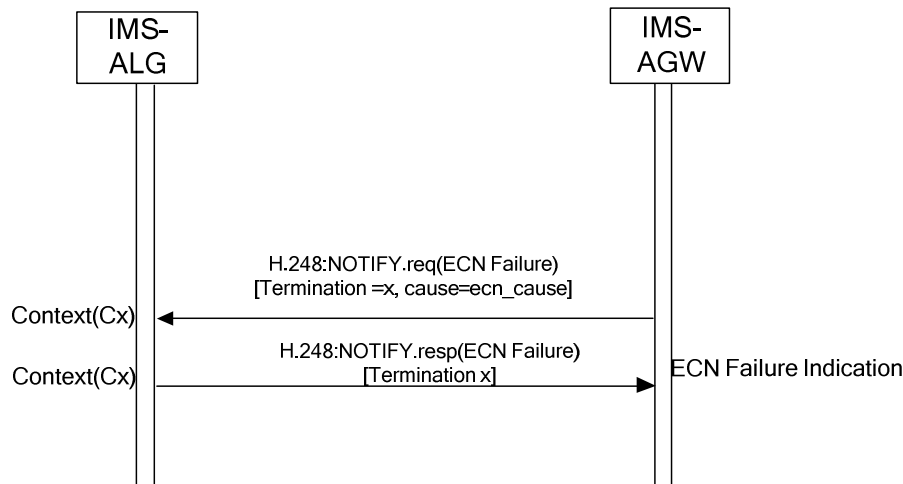 IMS-
ALG
IMS-
AGW
H.248:NOTIFY.req(ECN Failure)
[Termination =x, cause=ecn_cause]
Context(Cx)
H.248:NOTIFY.resp(ECN Failure)
[Termination x]
Context(Cx)
ECN Failure Indication